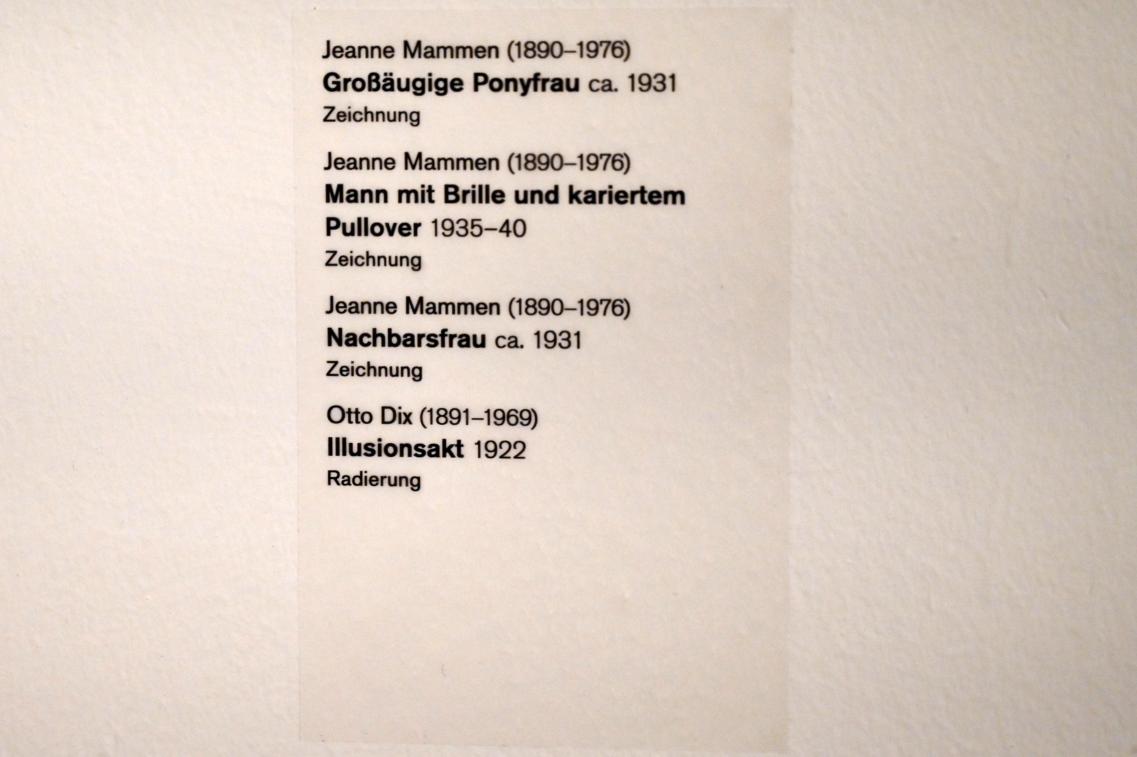 Jeanne Mammen (1890–1976)
Großäugige Ponyfrau ca. 1931
Zeichnung
Jeanne Mammen (1890–1976)
Mann mit Brille und kariertem
Pullover 1935–40
Zeichnung
Jeanne Mammen (1890–1976)
Nachbarsfrau ca. 1931
Zeichnung
Otto Dix (1891–1969)
Illusionsakt 1922
Radierung